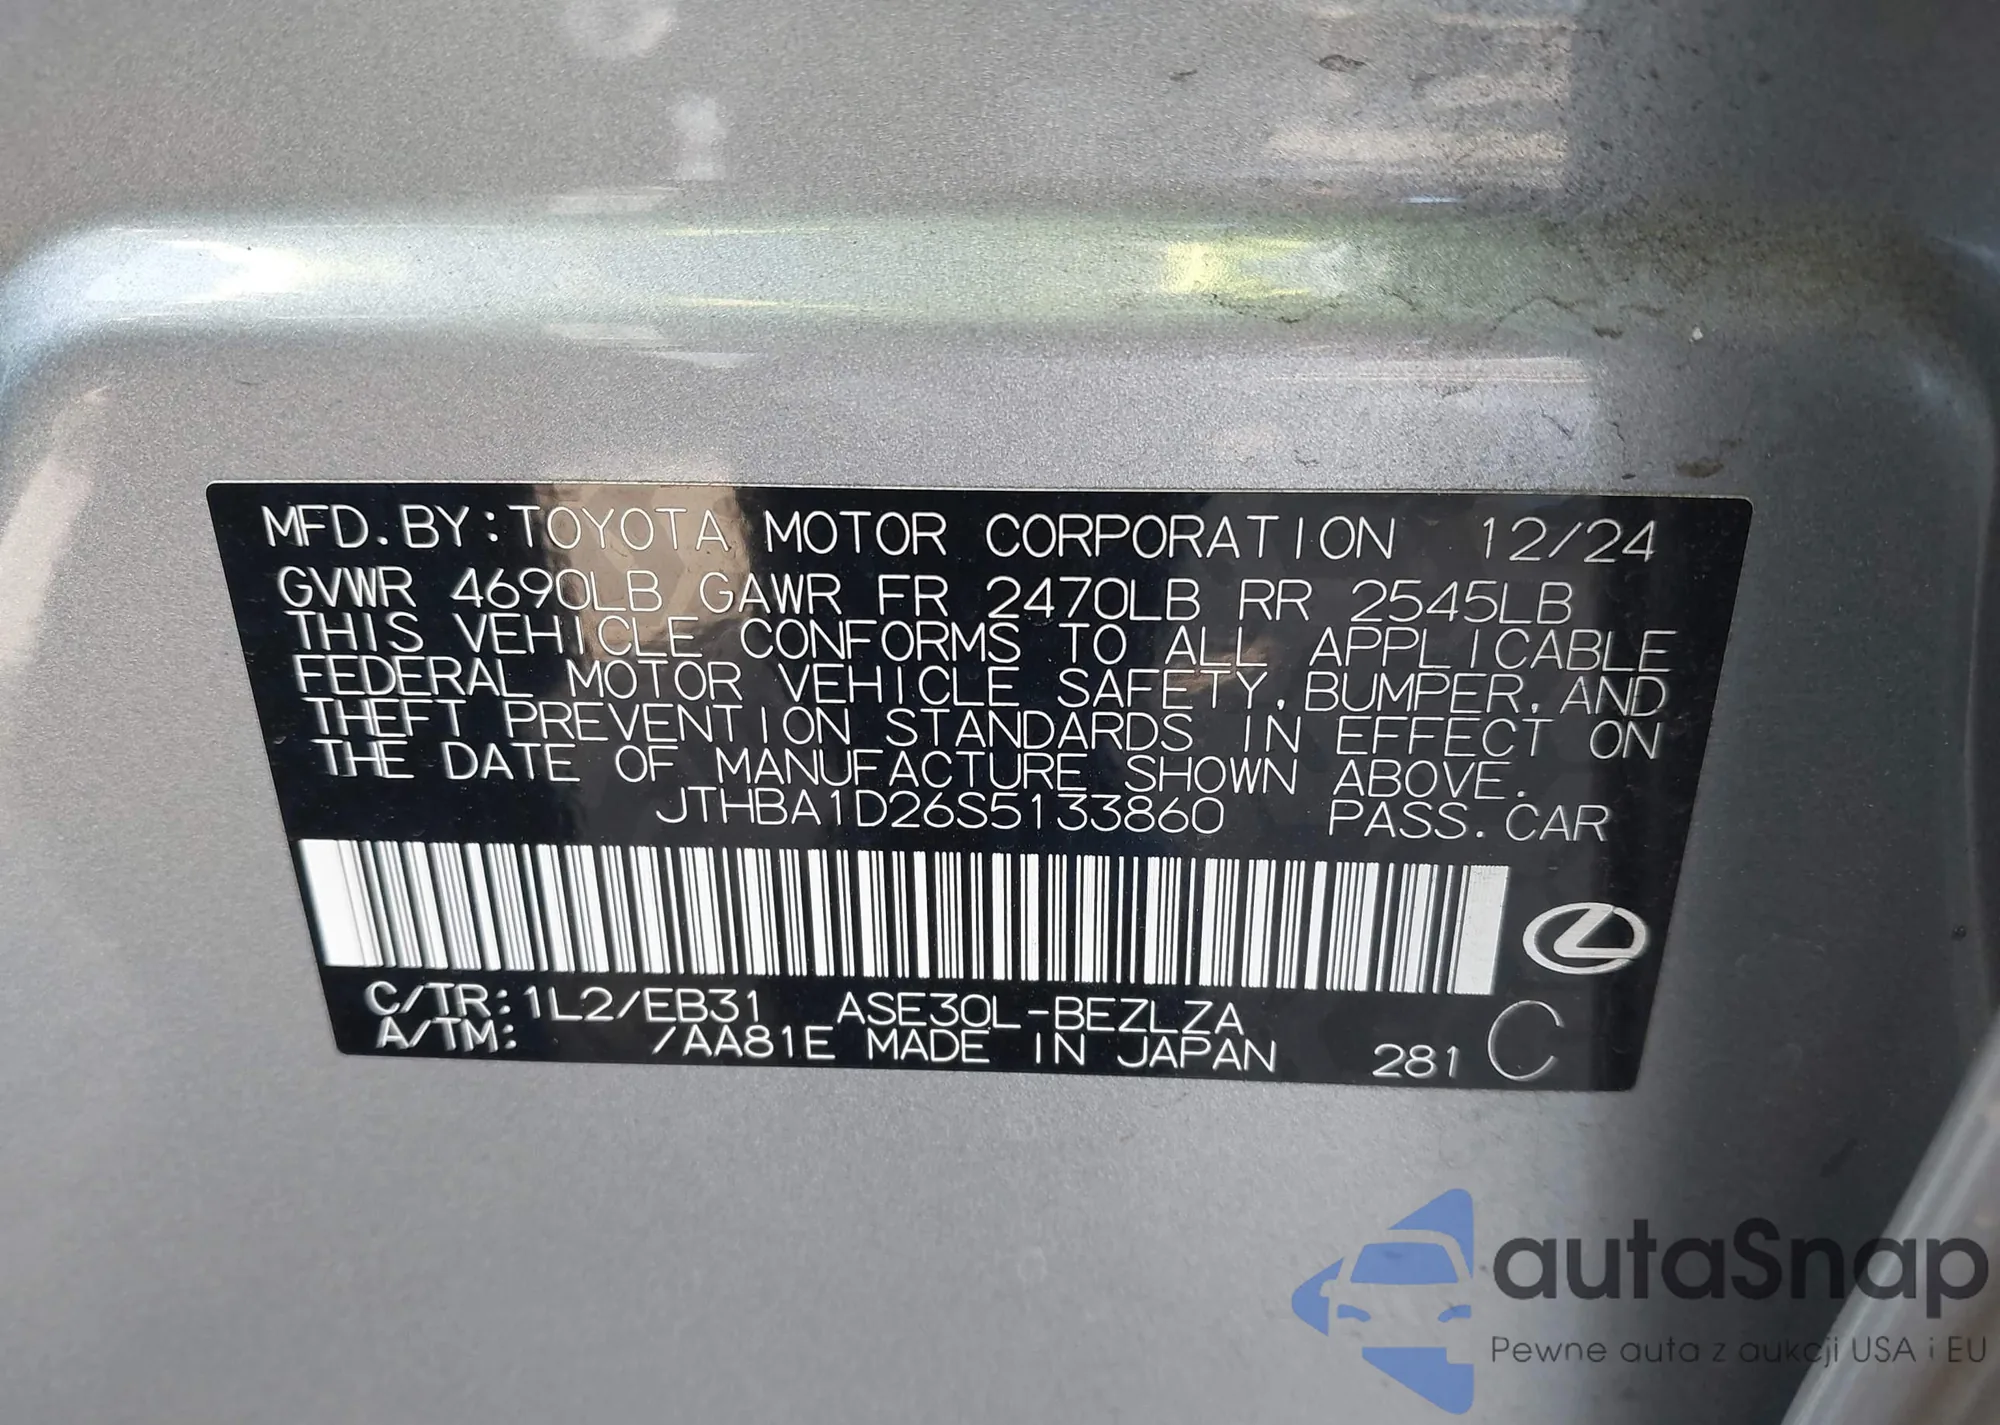 MFD.BY:TOYOTA MOTOR CORPORATION 12/24
GVWR 4690LB GAWR FR 2470LB RR 2545LB
THIS VEHICLE CONFORMS TO ALL APPLICABLE
FEDERAL MOTOR VEHICLE SAFETY, BUMPER, AND
THEFT PREVENTION STANDARDS IN EFFECT ON
THE DATE OF MANUFACTURE SHOWN ABOVE.
JTHBA1D26S5133860 PASS.CAR
C/TR:1L2/EB31 ASE30L-BEZLZA
A/TM: /AA81E MADE IN JAPAN 281 C
autoSnap
Pewne auta z aukcji USA i EU